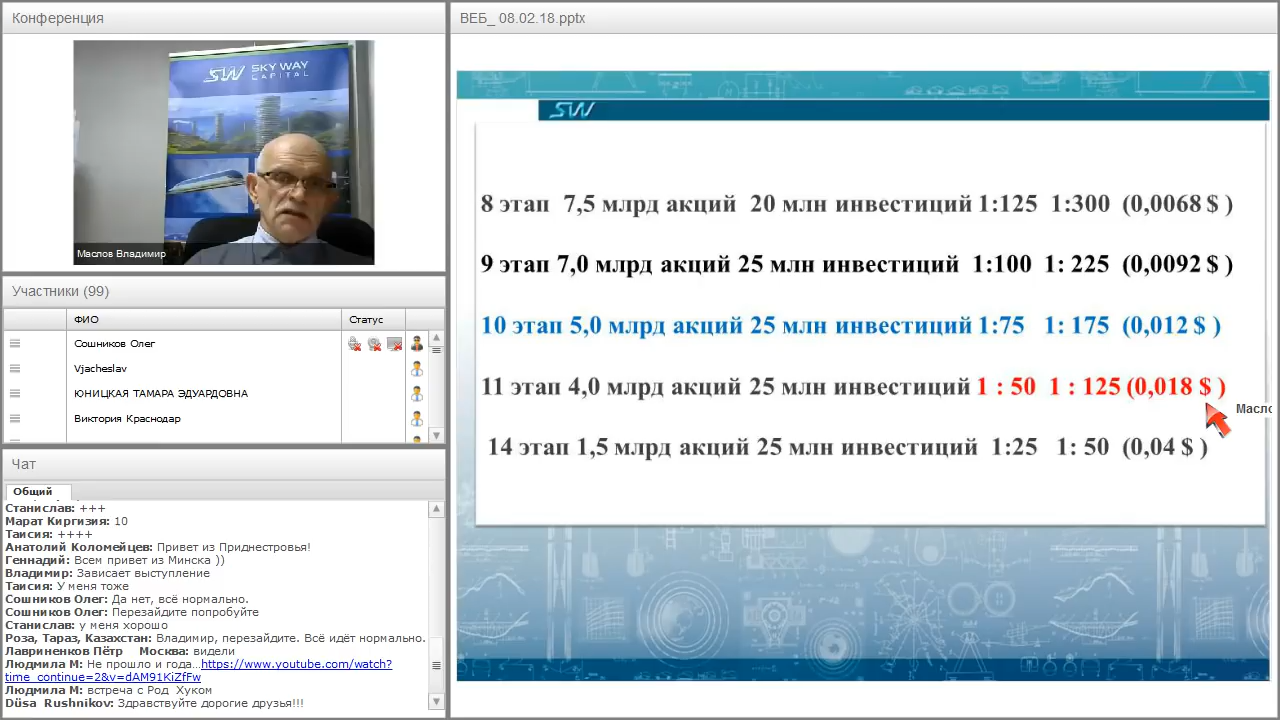 Конференция
SW SKY WAY
CAPITAL
Маслов Владимир
Участники (99)
ФИО Статус
Сошников Олег
Vjacheslav
ЮНИЦКАЯ ТАМАРА ЭДУАРДОВНА
Виктория Краснодар
Чат
Общий
Станислав: +++
Марат Киргизия: 10
Таисия: ++++
Анатолий Коломейцев: Привет из Приднестровья!
Геннадий: Всем привет из Минска ))
Владимир: Зависает выступление
Таисия: У меня тоже
Сошников Олег: Да нет, всё нормально.
Сошников Олег: Перезайдите попробуйте
Станислав: у меня хорошо
Роза, Тараз, Казахстан: Владимир, перезайдите. Всё идёт нормально.
Лавриненков Пётр Москва: видели
Людмила М: Не прошло и года...https://www.youtube.com/watch?
time_continue=2&v=dAM91KiZfFw
Людмила М: встреча с Род Хуком
Düsa Rushnikov: Здравствуйте дорогие друзья!!!
ВЕБ_ 08.02.18.pptx
SW
8 этап 7,5 млрд акций 20 млн инвестиций 1:125 1:300 (0,0068 $ )
9 этап 7,0 млрд акций 25 млн инвестиций 1:100 1: 225 (0,0092 $ )
10 этап 5,0 млрд акций 25 млн инвестиций 1:75 1: 175 (0,012 $ )
11 этап 4,0 млрд акций 25 млн инвестиций 1 : 50 1 : 125 (0,018 $ )
Масло
14 этап 1,5 млрд акций 25 млн инвестиций 1:25 1: 50 (0,04 $ )